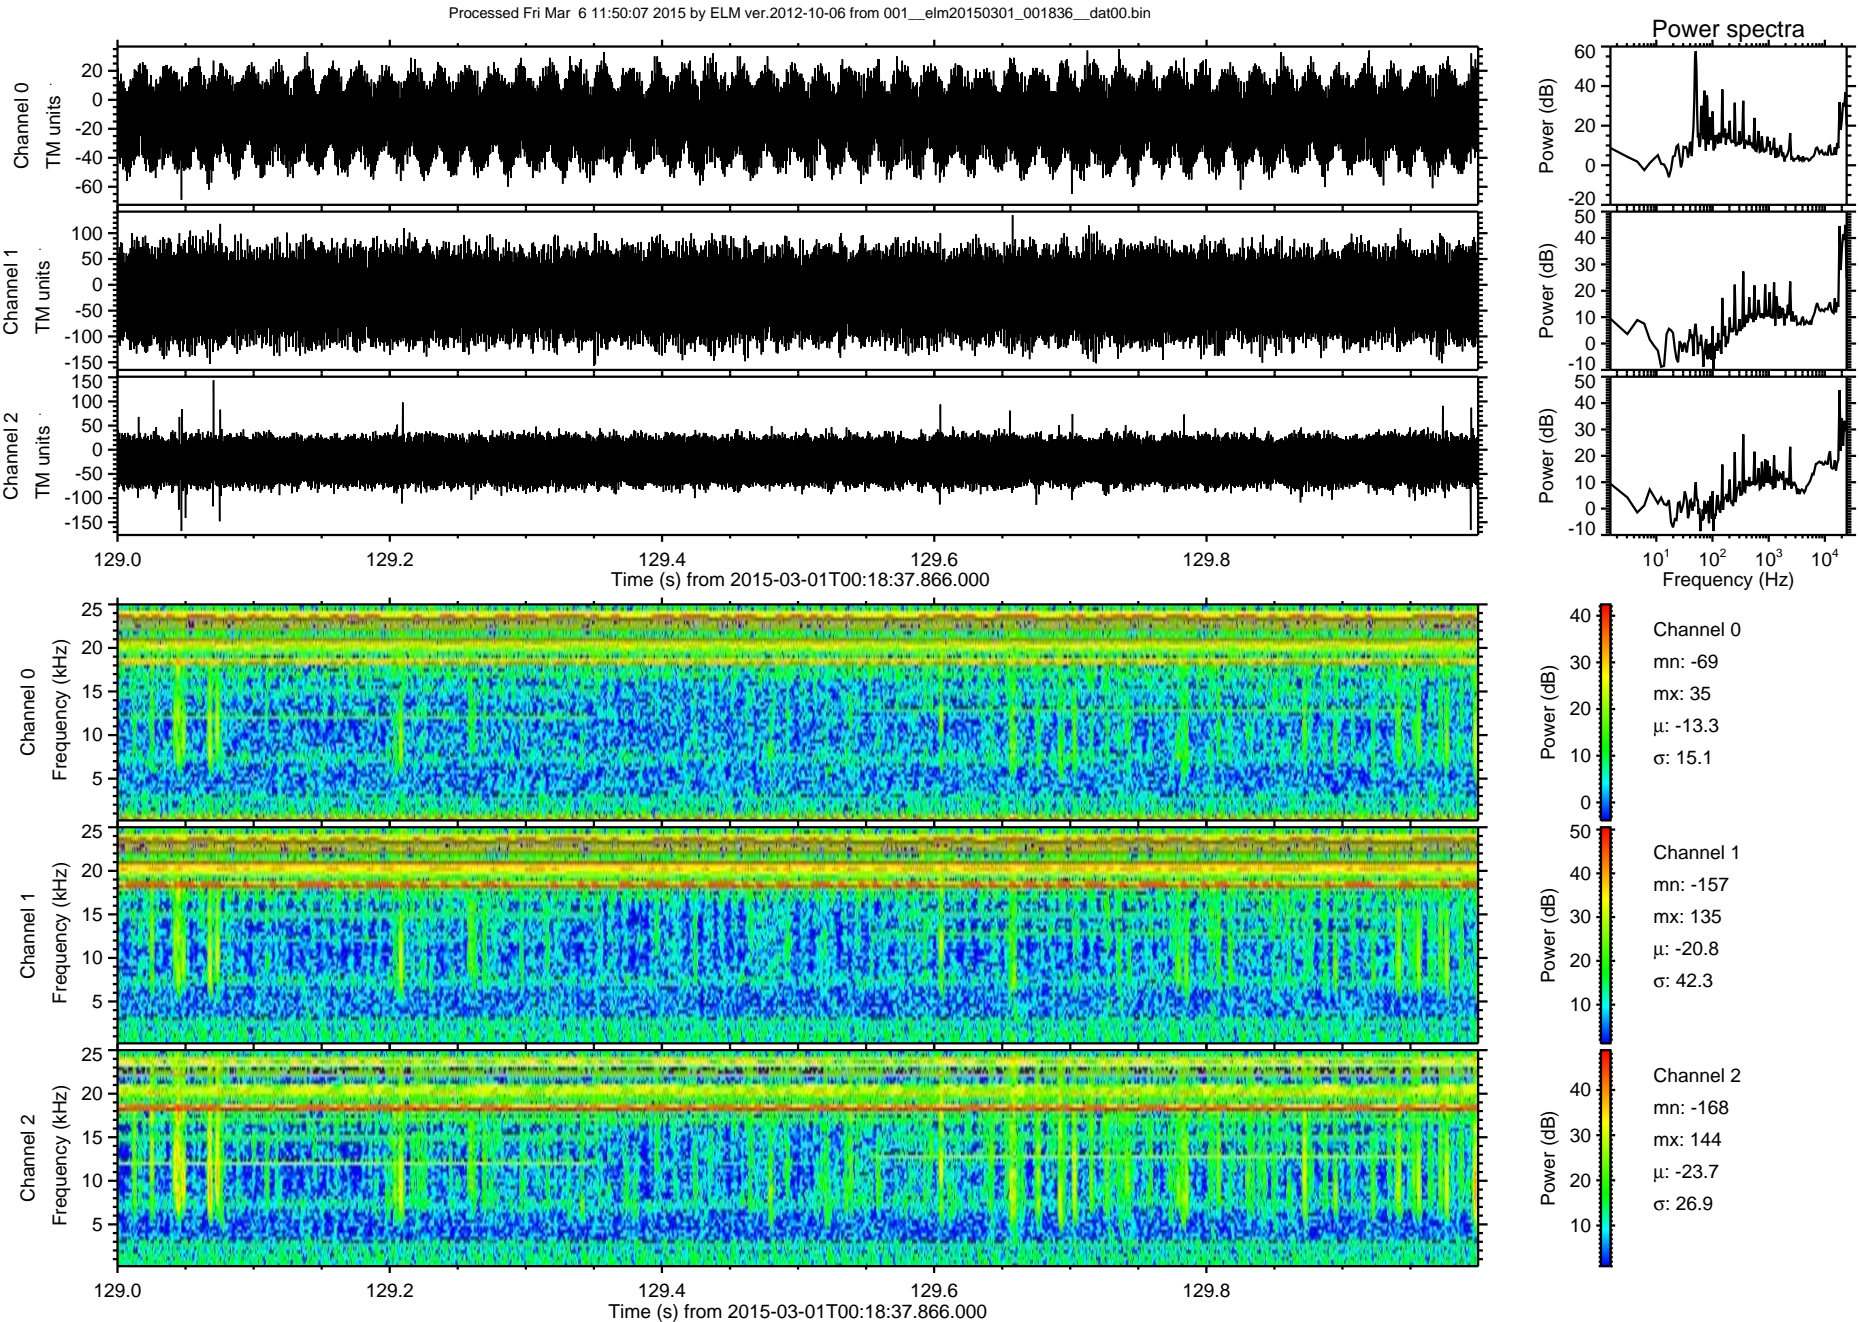 Processed Fri Mar 6 11:50:07 2015 by ELM ver.2012-10-06 from 001__elm20150301_001836__dat00.bin
Power spectra
Channel 0
TM units
20
0
-20
-40
-60
Power (dB)
60
40
20
0
-20
Channel 1
TM units
100
50
0
-50
-100
-150
Power (dB)
50
40
30
20
10
0
-10
Channel 2
TM units
150
100
50
0
-50
-100
-150
Power (dB)
50
40
30
20
10
0
-10
129.0 129.2 129.4 129.6 129.8
Time (s) from 2015-03-01T00:18:37.866.000
10¹ 10² 10³ 10⁴
Frequency (Hz)
Channel 0
Frequency (kHz)
25
20
15
10
5
Power (dB)
40
30
20
10
0
Channel 0
mn: -69
mx: 35
μ: -13.3
σ: 15.1
Channel 1
Frequency (kHz)
25
20
15
10
5
Power (dB)
50
40
30
20
10
Channel 1
mn: -157
mx: 135
μ: -20.8
σ: 42.3
Channel 2
Frequency (kHz)
25
20
15
10
5
Power (dB)
40
30
20
10
Channel 2
mn: -168
mx: 144
μ: -23.7
σ: 26.9
129.0 129.2 129.4 129.6 129.8
Time (s) from 2015-03-01T00:18:37.866.000